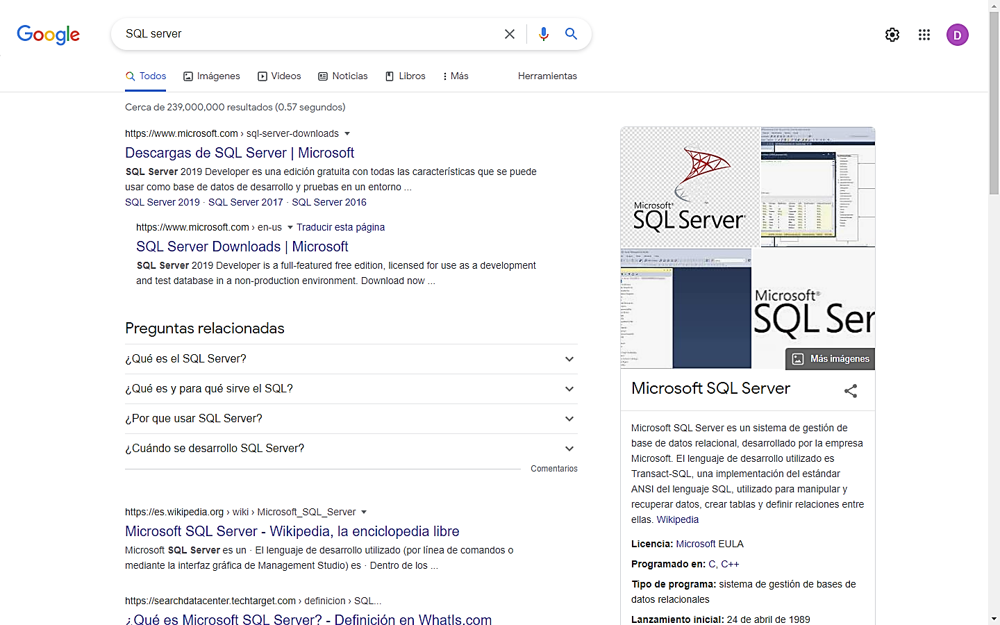 Google
SQL server
D
Todos
Imágenes
Videos
Noticias
Libros
Más
Herramientas
Cerca de 239,000,000 resultados (0.57 segundos)
https://www.microsoft.com › sql-server-downloads
Descargas de SQL Server | Microsoft
SQL Server 2019 Developer es una edición gratuita con todas las características que se puede
usar como base de datos de desarrollo y pruebas en un entorno ...
SQL Server 2019 · SQL Server 2017 · SQL Server 2016
https://www.microsoft.com › en-us Traducir esta página
SQL Server Downloads | Microsoft
SQL Server 2019 Developer is a full-featured free edition, licensed for use as a development
and test database in a non-production environment. Download now ...
Preguntas relacionadas
¿Qué es el SQL Server?
¿Qué es y para qué sirve el SQL?
¿Por que usar SQL Server?
¿Cuándo se desarrollo SQL Server?
Comentarios
https://es.wikipedia.org › wiki › Microsoft_SQL_Server
Microsoft SQL Server - Wikipedia, la enciclopedia libre
Microsoft SQL Server es un · El lenguaje de desarrollo utilizado (por línea de comandos o
mediante la interfaz gráfica de Management Studio) es · Dentro de los ...
https://searchdatacenter.techtarget.com › definicion › SQL...
¿Qué es Microsoft SQL Server? - Definición en WhatIs.com
Microsoft®
SQL Server®
Microsoft®
SQL Ser
Más imágenes
Microsoft SQL Server
Microsoft SQL Server es un sistema de gestión de
base de datos relacional, desarrollado por la empresa
Microsoft. El lenguaje de desarrollo utilizado es
Transact-SQL, una implementación del estándar
ANSI del lenguaje SQL, utilizado para manipular y
recuperar datos, crear tablas y definir relaciones entre
ellas. Wikipedia
Licencia: Microsoft EULA
Programado en: C, C++
Tipo de programa: sistema de gestión de bases de
datos relacionales
Lanzamiento inicial: 24 de abril de 1989